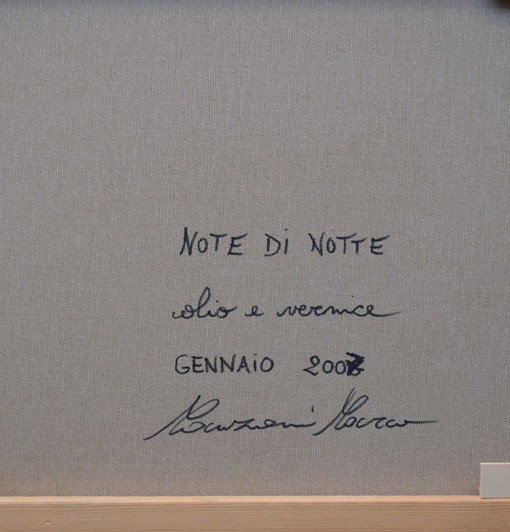 NOTE DI NOTTE
olio e vernice
GENNAIO